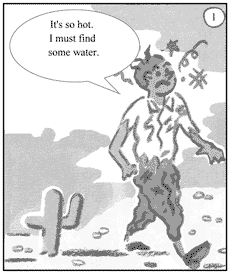 It's so hot.
I must find
some water.
1